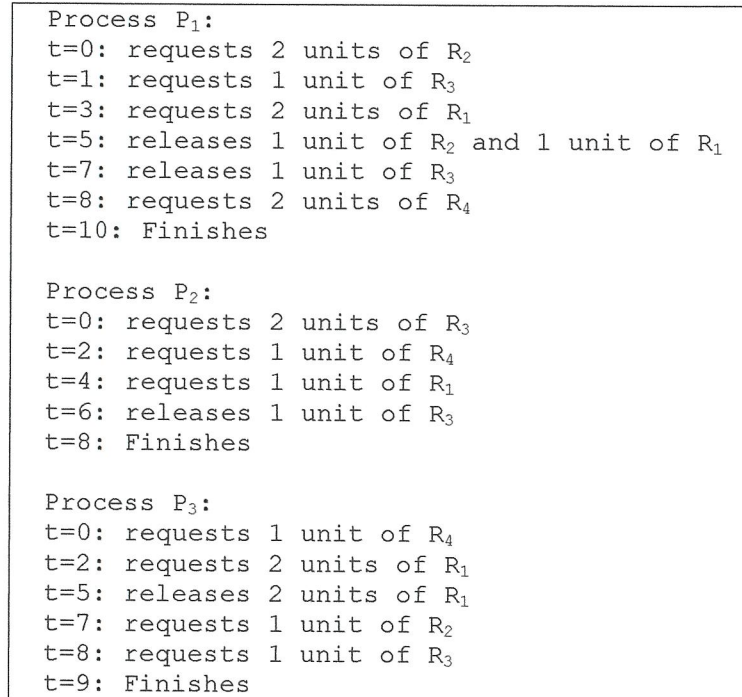 Process P₁:
t=0: requests 2 units of R₂
t=1: requests 1 unit of R₃
t=3: requests 2 units of R₁
t=5: releases 1 unit of R₂ and 1 unit of R₁
t=7: releases 1 unit of R₃
t=8: requests 2 units of R₄
t=10: Finishes
Process P₂:
t=0: requests 2 units of R₃
t=2: requests 1 unit of R₄
t=4: requests 1 unit of R₁
t=6: releases 1 unit of R₃
t=8: Finishes
Process P₃:
t=0: requests 1 unit of R₄
t=2: requests 2 units of R₁
t=5: releases 2 units of R₁
t=7: requests 1 unit of R₂
t=8: requests 1 unit of R₃
t=9: Finishes